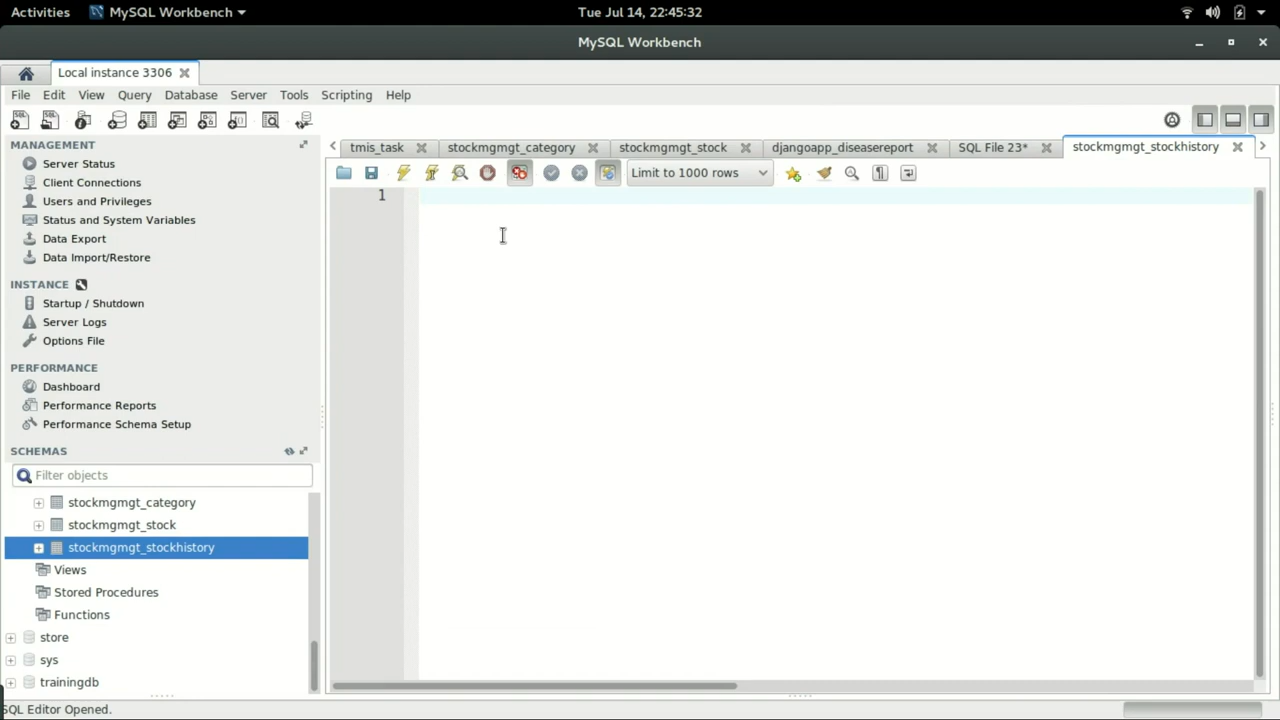 Activities MySQL Workbench Tue Jul 14, 22:45:32
MySQL Workbench
Local instance 3306
File Edit View Query Database Server Tools Scripting Help
MANAGEMENT
Server Status
Client Connections
Users and Privileges
Status and System Variables
Data Export
Data Import/Restore
INSTANCE
Startup / Shutdown
Server Logs
Options File
PERFORMANCE
Dashboard
Performance Reports
Performance Schema Setup
SCHEMAS
Filter objects
stockmgmgt_category
stockmgmgt_stock
stockmgmgt_stockhistory
Views
Stored Procedures
Functions
store
sys
trainingdb
tmis_task stockmgmgt_category stockmgmgt_stock djangoapp_diseasereport SQL File 23* stockmgmgt_stockhistory
Limit to 1000 rows
1
SQL Editor Opened.